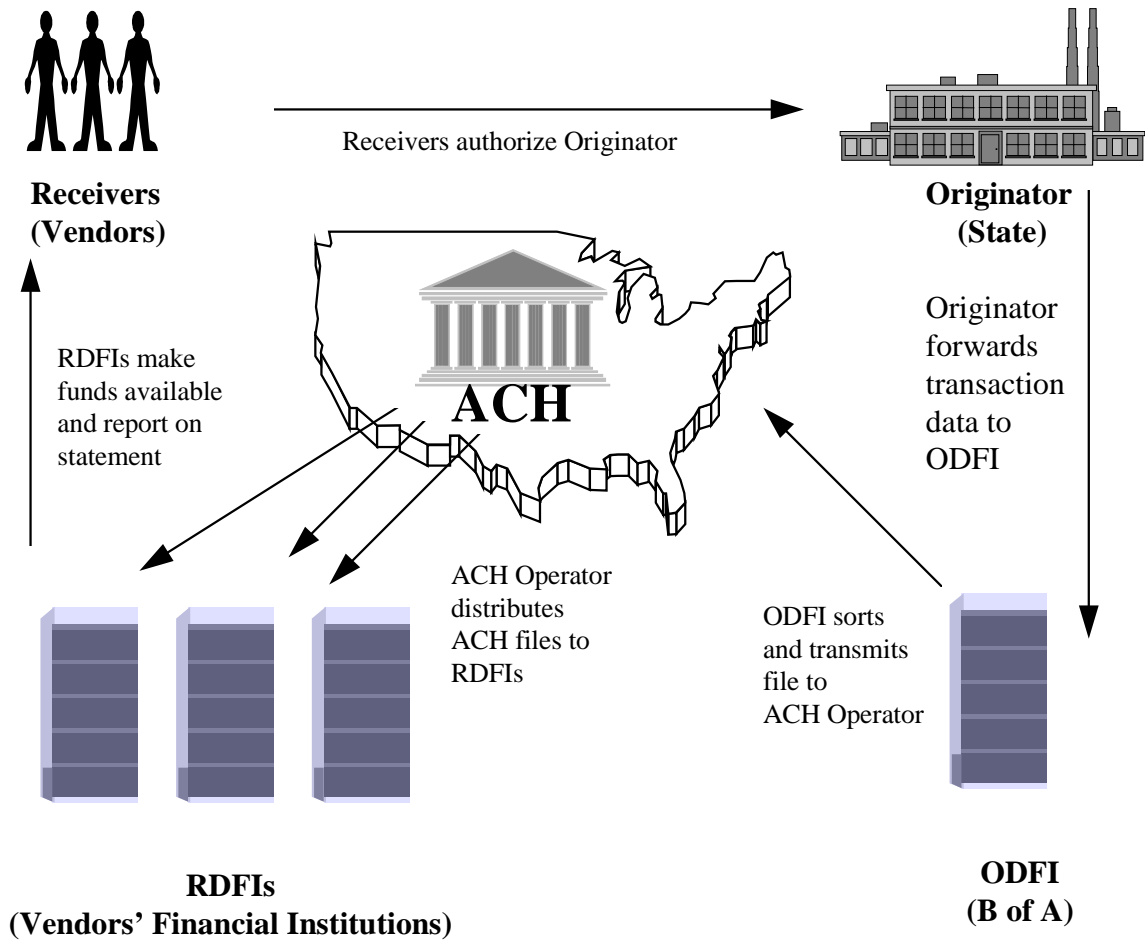 Receivers authorize Originator
Receivers
(Vendors)
Originator
(State)
Originator
forwards
transaction
data to
ODFI
RDFIs make
funds available
and report on
statement
ACH
ACH Operator
distributes
ACH files to
RDFIs
ODFI sorts
and transmits
file to
ACH Operator
RDFIs
(Vendors’ Financial Institutions)
ODFI
(B of A)